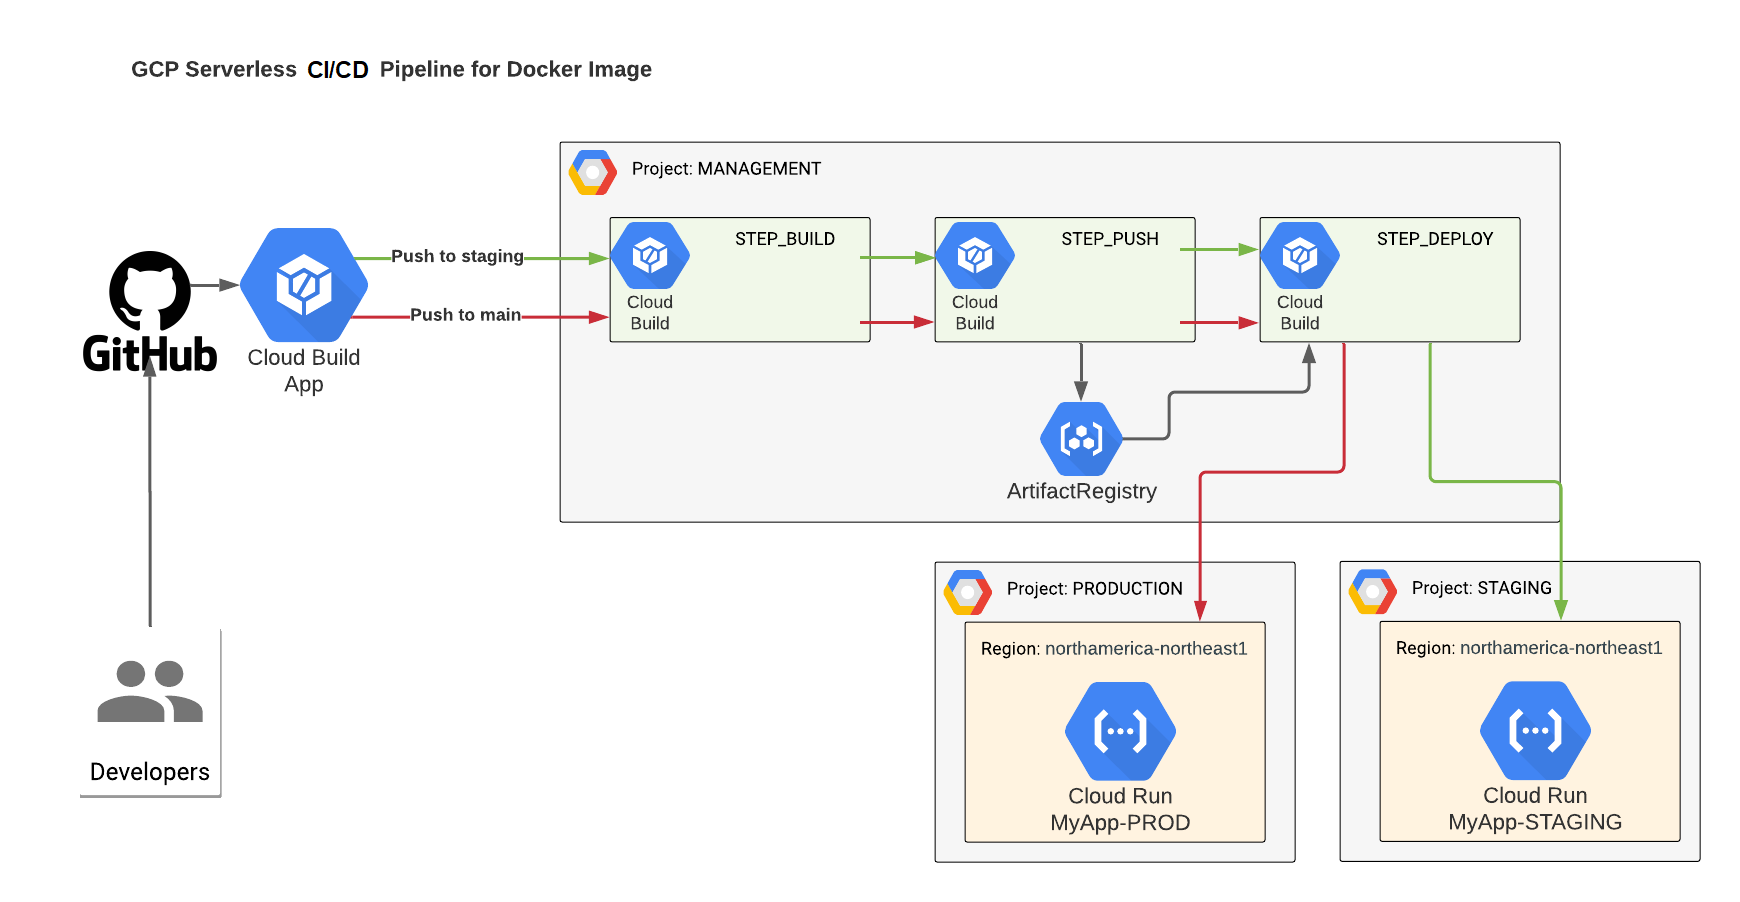 GCP Serverless CI/CD Pipeline for Docker Image
Project: MANAGEMENT
STEP_BUILD
Cloud
Build
STEP_PUSH
Cloud
Build
STEP_DEPLOY
Cloud
Build
Push to staging
Push to main
GitHub
Cloud Build
App
ArtifactRegistry
Project: PRODUCTION
Region: northamerica-northeast1
Cloud Run
MyApp-PROD
Project: STAGING
Region: northamerica-northeast1
Cloud Run
MyApp-STAGING
Developers